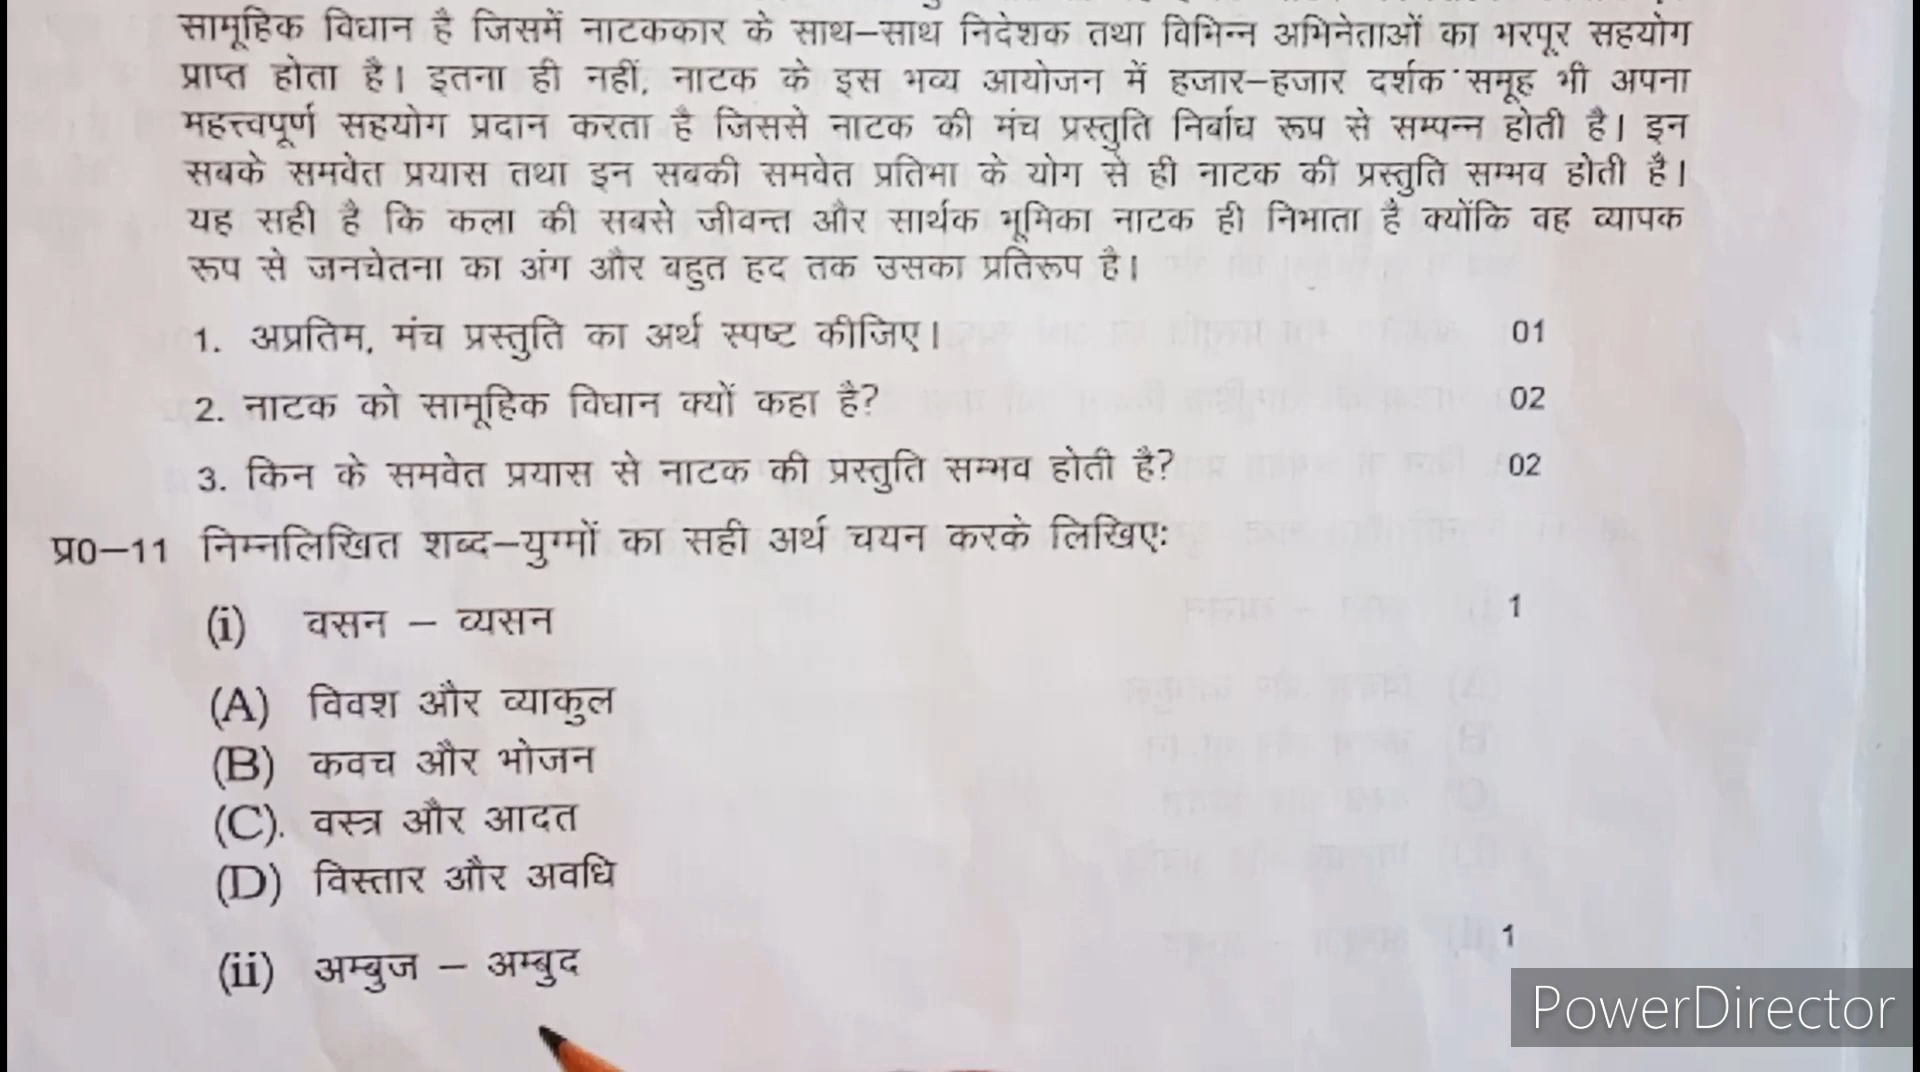 सामूहिक विधान है जिसमें नाटककार के साथ–साथ निदेशक तथा विभिन्न अभिनेताओं का भरपूर सहयोग
प्राप्त होता है। इतना ही नहीं, नाटक के इस भव्य आयोजन में हजार–हजार दर्शक समूह भी अपना
महत्त्वपूर्ण सहयोग प्रदान करता है जिससे नाटक की मंच प्रस्तुति निर्बाध रूप से सम्पन्न होती है। इन
सबके समवेत प्रयास तथा इन सबकी समवेत प्रतिभा के योग से ही नाटक की प्रस्तुति सम्भव होती है।
यह सही है कि कला की सबसे जीवन्त और सार्थक भूमिका नाटक ही निभाता है क्योंकि वह व्यापक
रूप से जनचेतना का अंग और बहुत हद तक उसका प्रतिरूप है।
1. अप्रतिम, मंच प्रस्तुति का अर्थ स्पष्ट कीजिए। 01
2. नाटक को सामूहिक विधान क्यों कहा है? 02
3. किन के समवेत प्रयास से नाटक की प्रस्तुति सम्भव होती है? 02
प्र0–11 निम्नलिखित शब्द–युग्मों का सही अर्थ चयन करके लिखिएः
(i) वसन – व्यसन 1
(A) विवश और व्याकुल
(B) कवच और भोजन
(C). वस्त्र और आदत
(D) विस्तार और अवधि
(ii) अम्बुज – अम्बुद 1
PowerDirector